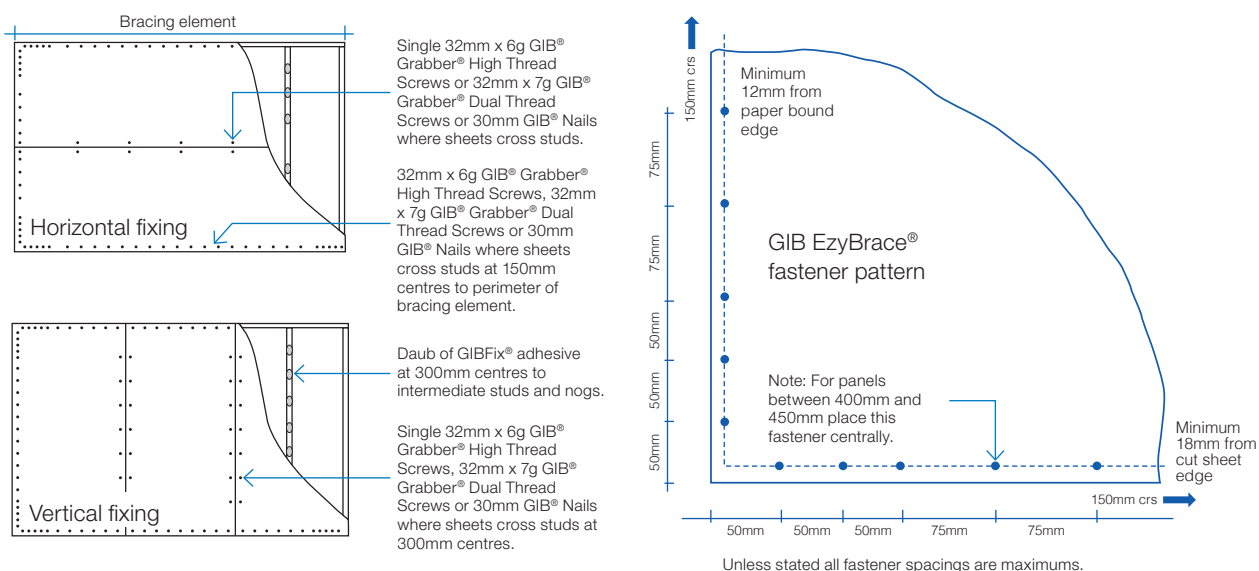 Bracing element
Single 32mm x 6g GIB®
Grabber® High Thread
Screws or 32mm x 7g GIB®
Grabber® Dual Thread
Screws or 30mm GIB® Nails
where sheets cross studs.
32mm x 6g GIB® Grabber®
High Thread Screws, 32mm
x 7g GIB® Grabber® Dual
Thread Screws or 30mm
GIB® Nails where sheets
cross studs at 150mm
centres to perimeter of
bracing element.
Horizontal fixing
Daub of GIBFix® adhesive
at 300mm centres to
intermediate studs and nogs.
Single 32mm x 6g GIB®
Grabber® High Thread
Screws, 32mm x 7g GIB®
Grabber® Dual Thread
Screws or 30mm GIB® Nails
where sheets cross studs at
300mm centres.
Vertical fixing
150mm crs
75mm
75mm
50mm
50mm
50mm
Minimum
12mm from
paper bound
edge
GIB EzyBrace®
fastener pattern
Note: For panels
between 400mm and
450mm place this
fastener centrally.
Minimum
18mm from
cut sheet
edge
150mm crs
50mm
50mm
50mm
75mm
75mm
Unless stated all fastener spacings are maximums.